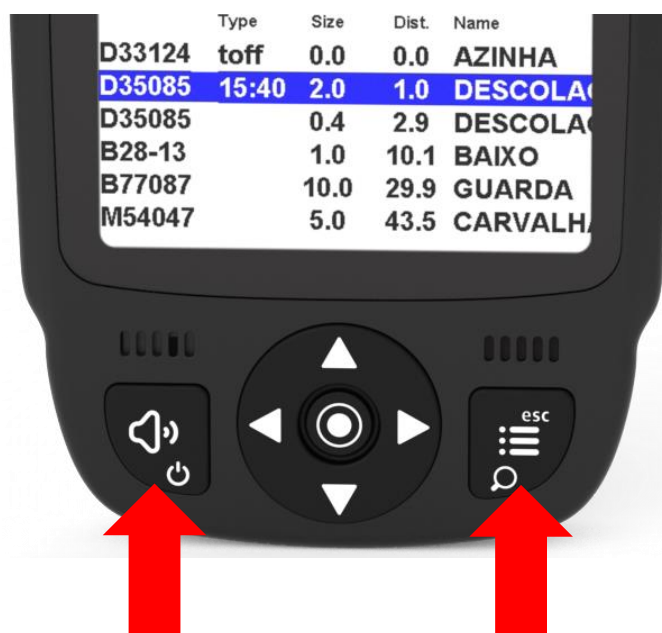 Type Size Dist. Name
D33124 toff 0.0 0.0 AZINHA
D35085 15:40 2.0 1.0 DESCOLAÇ
D35085 0.4 2.9 DESCOLAÇ
B28-13 1.0 10.1 BAIXO
B77087 10.0 29.9 GUARDA
M54047 5.0 43.5 CARVALHA
esc